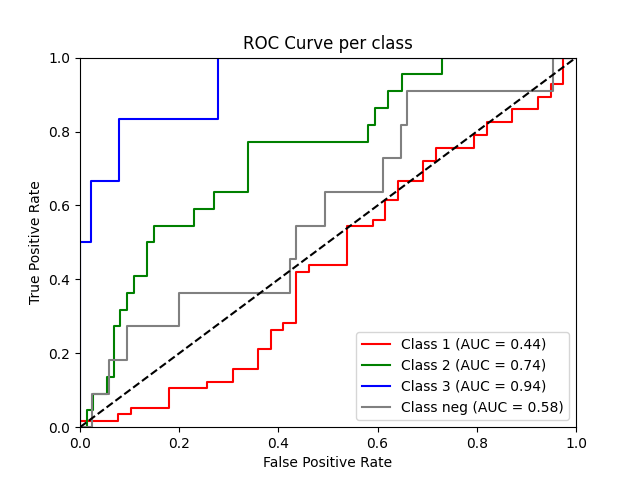 ROC Curve per class
1.0
0.8
0.6
0.4
0.2
0.0
True Positive Rate
Class 1 (AUC = 0.44)
Class 2 (AUC = 0.74)
Class 3 (AUC = 0.94)
Class neg (AUC = 0.58)
0.0 0.2 0.4 0.6 0.8 1.0
False Positive Rate